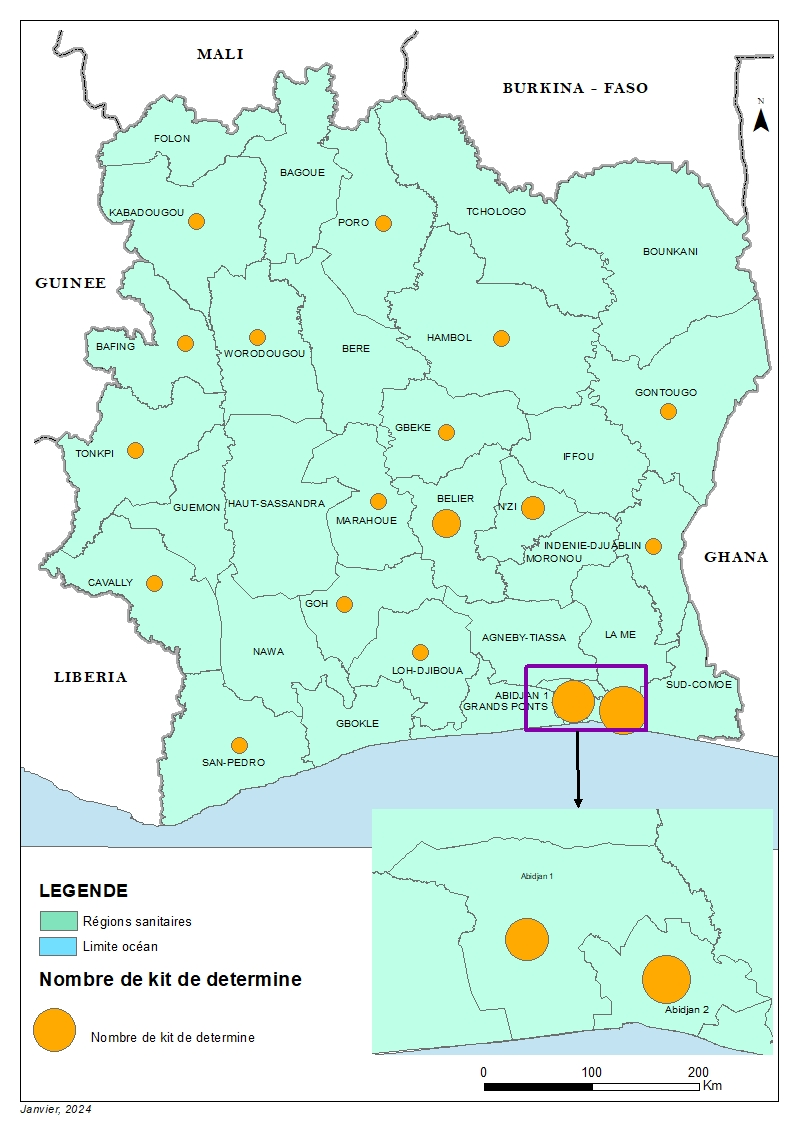 MALI
BURKINA - FASO
N
FOLON
BAGOUE
KABADOUGOU
PORO
TCHOLOGO
BOUNKANI
GUINEE
BAFING
WORODOUGOU
BERE
HAMBOL
GONTOUGO
GBEKE
TONKPI
IFFOU
GUEMON
HAUT-SASSANDRA
MARAHOUE
BELIER
N'ZI
INDENIE-DJUABLIN
MORONOU
GHANA
CAVALLY
GOH
NAWA
AGNEBY-TIASSA
LA ME
LOH-DJIBOUA
LIBERIA
SUD-COMOE
ABIDJAN 1
GRANDS PONTS
GBOKLE
SAN-PEDRO
Abidjan 1
Abidjan 2
LEGENDE
Régions sanitaires
Limite océan
Nombre de kit de determine
Nombre de kit de determine
0 100 200
Km
Janvier, 2024